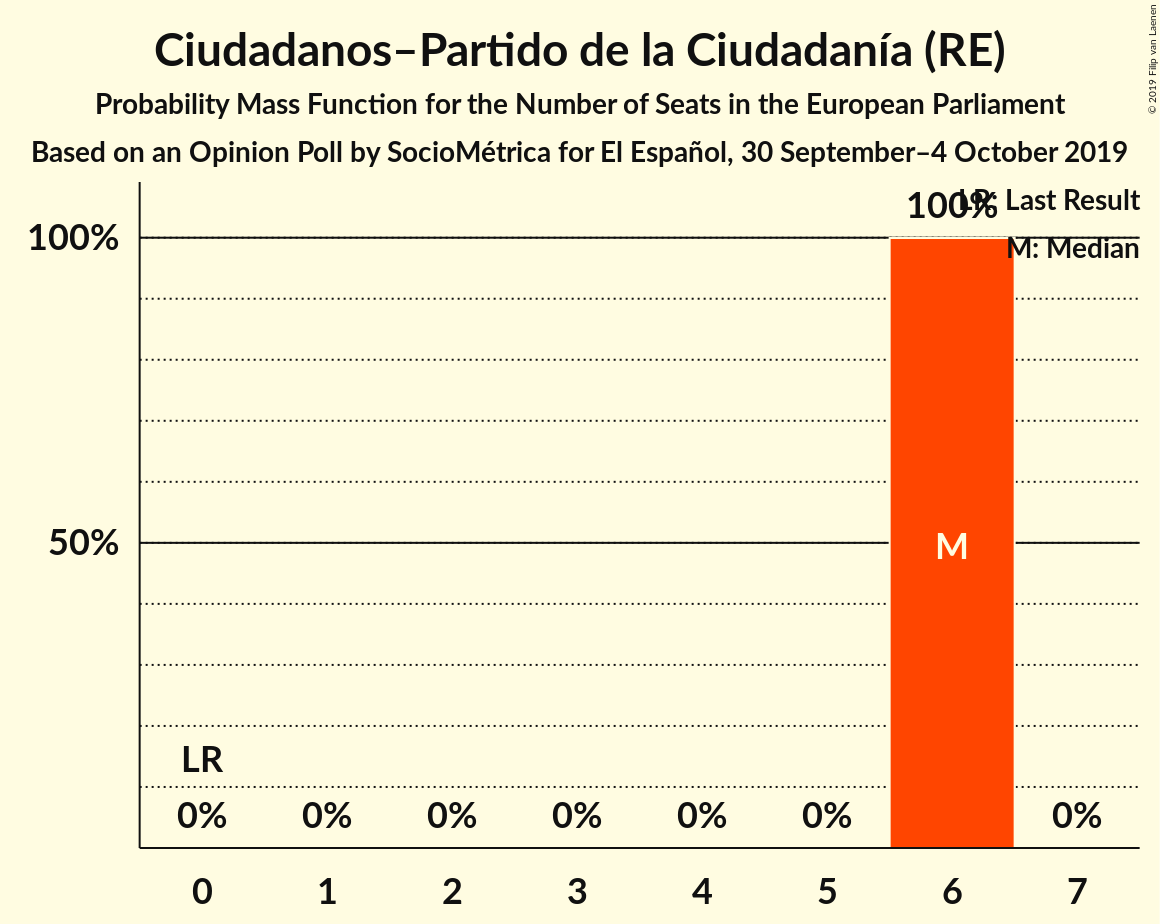 Ciudadanos–Partido de la Ciudadanía (RE)
Probability Mass Function for the Number of Seats in the European Parliament
Based on an Opinion Poll by SocioMétrica for El Español, 30 September–4 October 2019
© 2019 Filip van Laenen
LR: Last Result
M: Median
100%
100%
50%
M
LR
0% 0% 0% 0% 0% 0% 0%
0 1 2 3 4 5 6 7